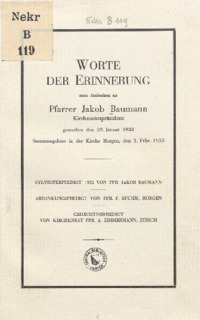 Nekr B 119
Nekr
B
119
WORTE
DER ERINNERUNG
zum Andenken an
Pfarrer Jakob Baumann
Kirchenratspräsident
gestorben den 29. Januar 1933
Bestattungsfeier in der Kirche Horgen, den 1. Febr. 1933
SYLVESTERPREDIGT 1932 VON PFR. JAKOB BAUMANN
ABDANKUNGSPREDIGT VON PFR. F. STUMM, HORGEN
GEDÄCHTNISPREDIGT
VON KIRCHENRAT PFR. A. ZIMMERMANN, ZÜRICH